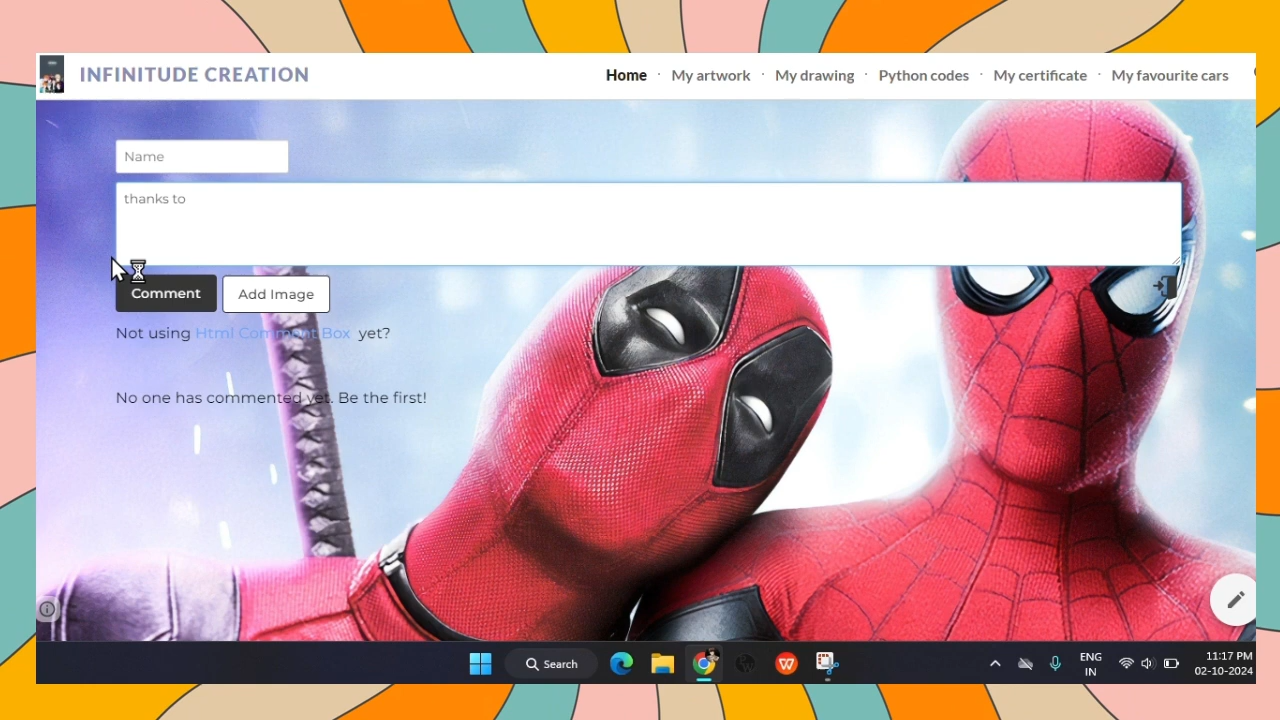 INFINITUDE CREATION
Home · My artwork · My drawing · Python codes · My certificate · My favourite cars
Name
thanks to
Comment Add Image
Not using Html Comment Box yet?
No one has commented yet. Be the first!
Search
ENG
IN
11:17 PM
02-10-2024